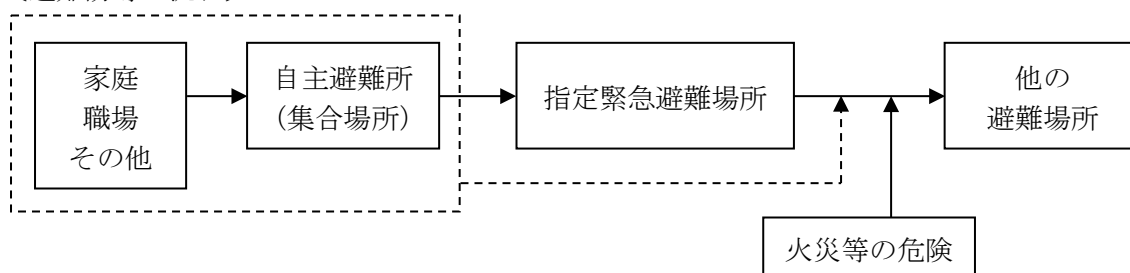 家庭
職場
その他
自主避難所
(集合場所)
指定緊急避難場所
他の
避難場所
火災等の危険